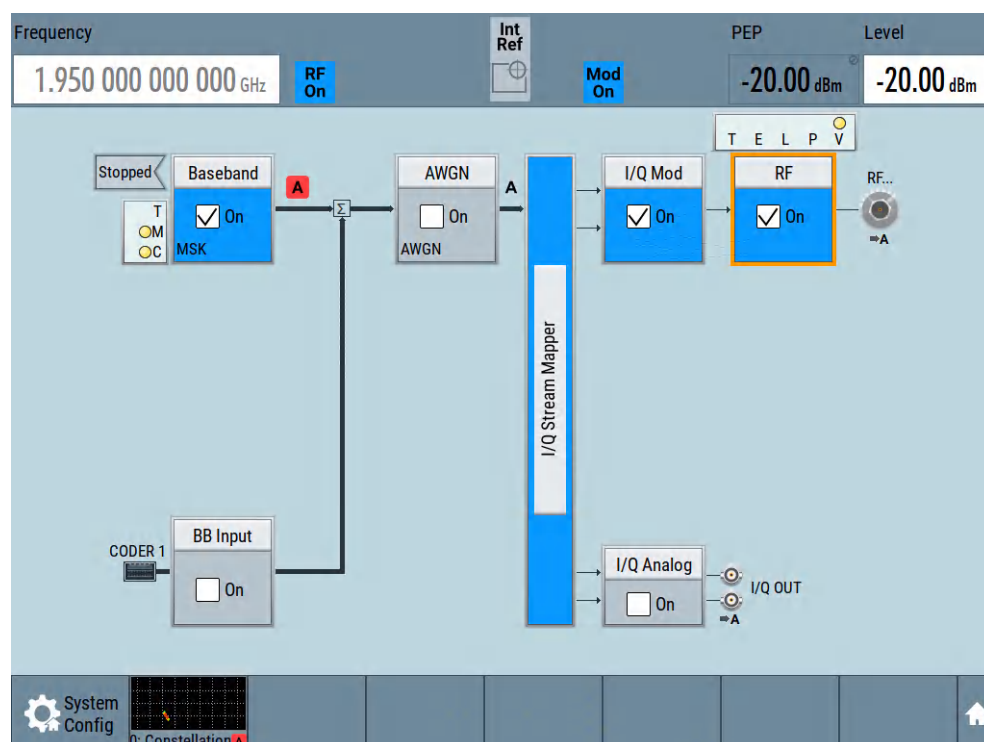 Frequency
Int
Ref
PEP
Level
1.950 000 000 000 GHz
RF
On
Mod
On
-20.00 dBm
-20.00 dBm
T E L P V
Stopped
Baseband
On
MSK
T
M
C
A
Σ
AWGN
On
AWGN
A
I/Q Mod
On
RF
On
RF...
➡A
I/Q Stream Mapper
CODER 1
BB Input
On
I/Q Analog
On
I/Q OUT
➡A
System
Config
0: Constellation A